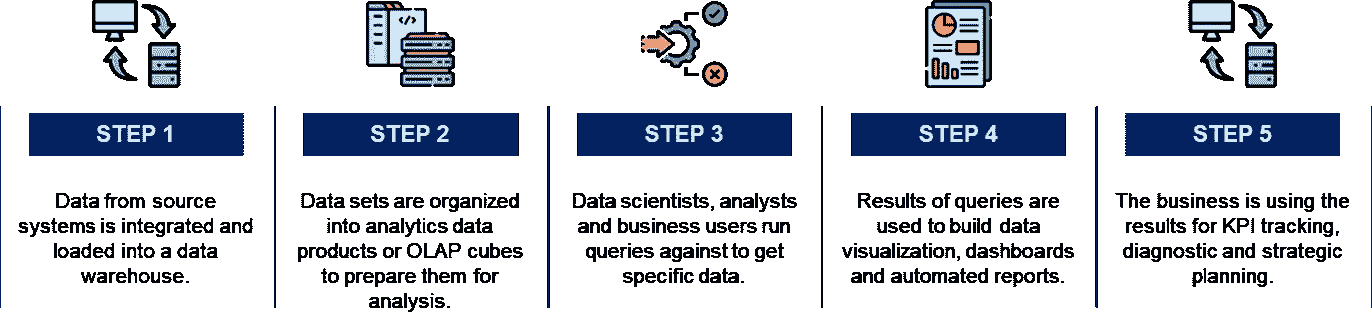 STEP 1
Data from source
systems is integrated and
loaded into a data
warehouse.
STEP 2
Data sets are organized
into analytics data
products or OLAP cubes
to prepare them for
analysis.
STEP 3
Data scientists, analysts
and business users run
queries against to get
specific data.
STEP 4
Results of queries are
used to build data
visualization, dashboards
and automated reports.
STEP 5
The business is using the
results for KPI tracking,
diagnostic and strategic
planning.